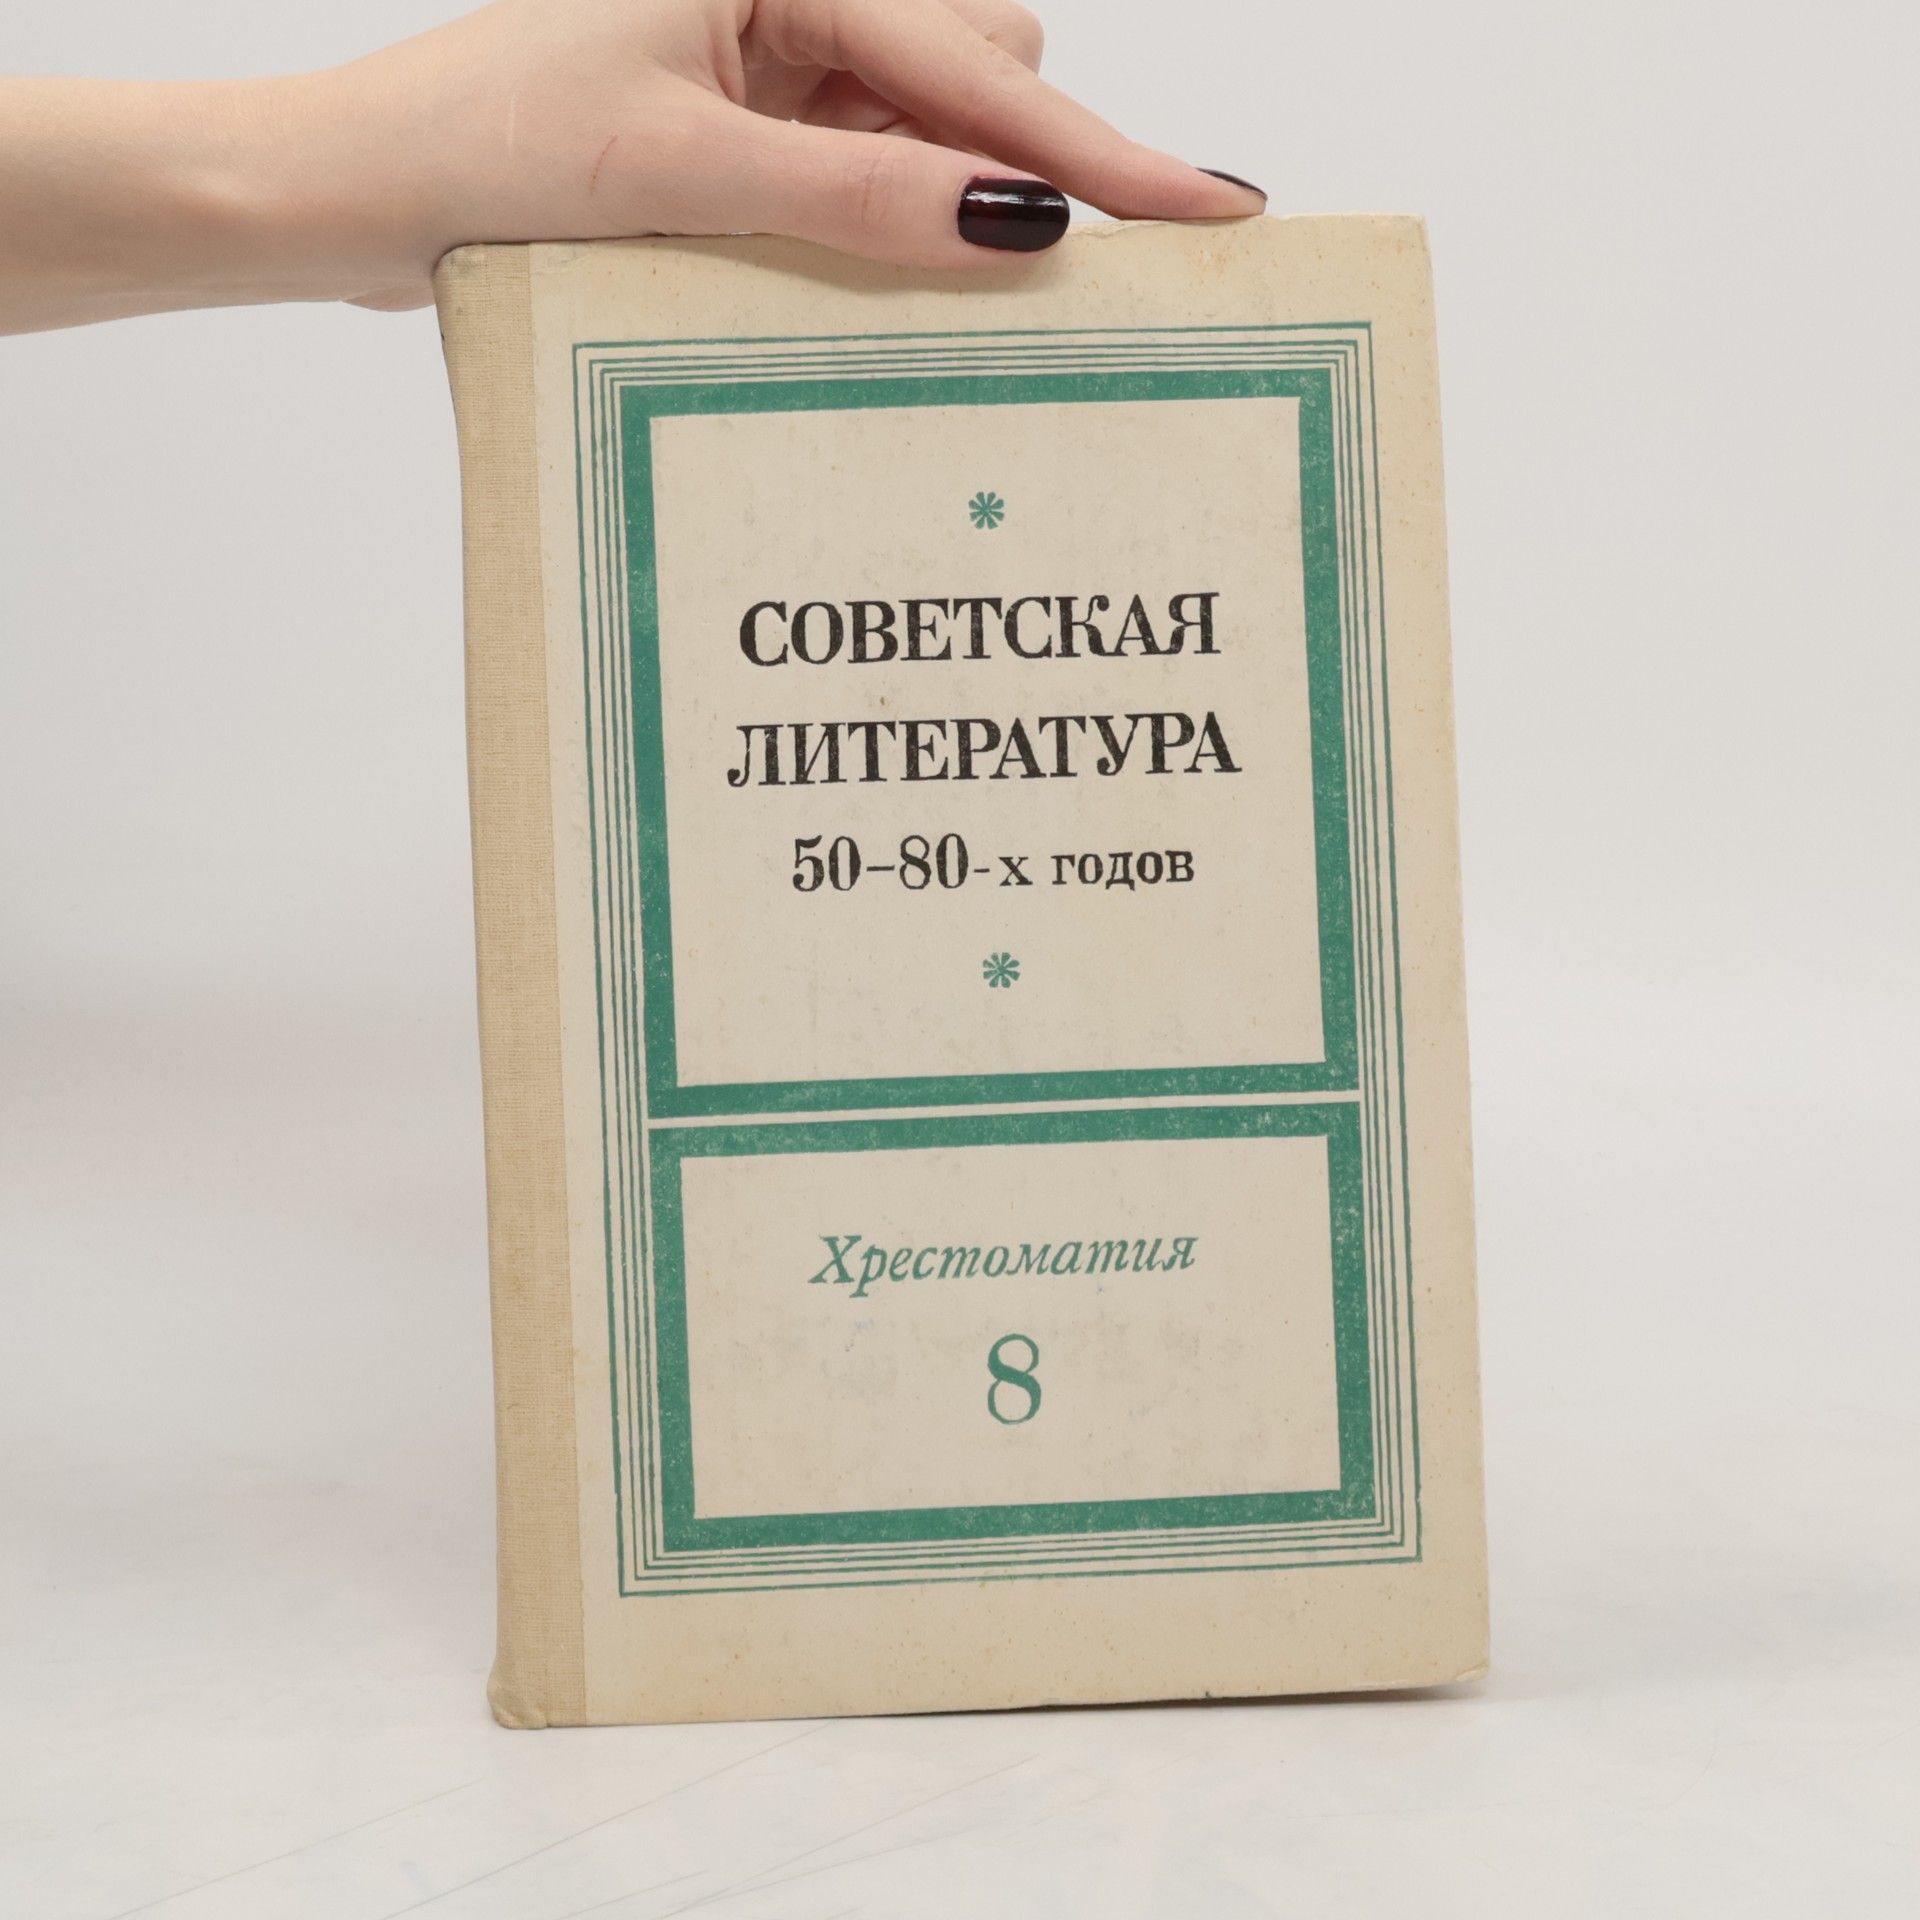 СОВЕТСКАЯ
ЛИТЕРАТУРА
50–80-х годов
Хрестоматия
8